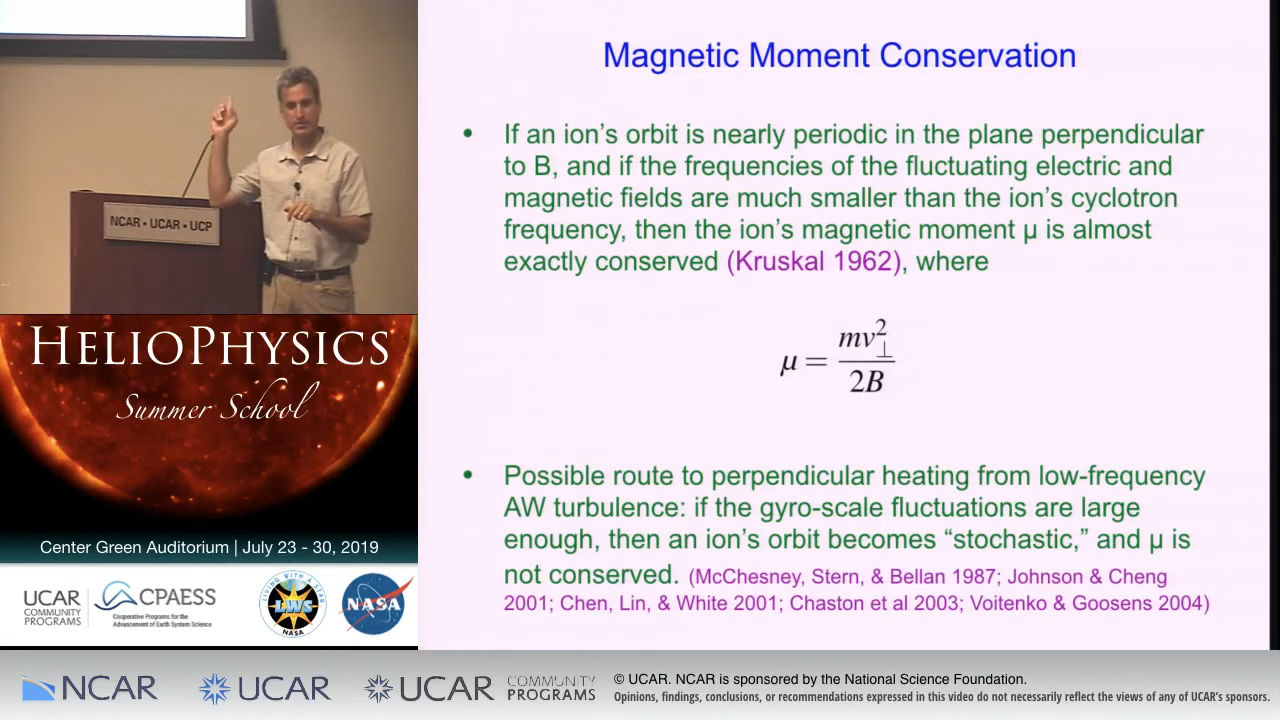 NCAR • UCAR • UCP
HELIOPHYSICS
Summer School
Center Green Auditorium | July 23 - 30, 2019
UCAR
COMMUNITY
PROGRAMS
CPAESS
Cooperative Programs for the
Advancement of Earth System Science
LIVING WITH A STAR
LWS
NASA
NASA
Magnetic Moment Conservation
• If an ion's orbit is nearly periodic in the plane perpendicular
to B, and if the frequencies of the fluctuating electric and
magnetic fields are much smaller than the ion's cyclotron
frequency, then the ion's magnetic moment μ is almost
exactly conserved (Kruskal 1962), where
μ = mv⊥² / 2B
• Possible route to perpendicular heating from low-frequency
AW turbulence: if the gyro-scale fluctuations are large
enough, then an ion's orbit becomes “stochastic,” and μ is
not conserved. (McChesney, Stern, & Bellan 1987; Johnson & Cheng
2001; Chen, Lin, & White 2001; Chaston et al 2003; Voitenko & Goosens 2004)
NCAR
UCAR
UCAR
COMMUNITY
PROGRAMS
© UCAR. NCAR is sponsored by the National Science Foundation.
Opinions, findings, conclusions, or recommendations expressed in this video do not necessarily reflect the views of any of UCAR's sponsors.